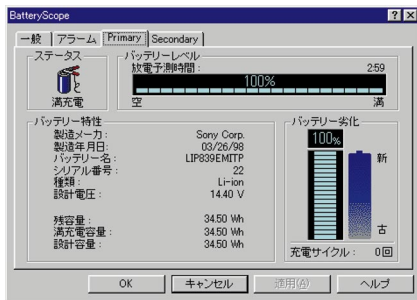 BatteryScope
一般 アラーム Primary Secondary
ステータス
満充電
バッテリーレベル
放電予測時間: 2:59
100%
空 満
バッテリー特性
製造メーカ: Sony Corp.
製造年月日: 03/26/98
バッテリー名: LIP839EMITP
シリアル番号: 22
種類: Li-ion
設計電圧: 14.40 V
残容量: 34.50 Wh
満充電容量: 34.50 Wh
設計容量: 34.50 Wh
バッテリー劣化
100%
新
古
充電サイクル: 0回
OK キャンセル 適用(A) ヘルプ